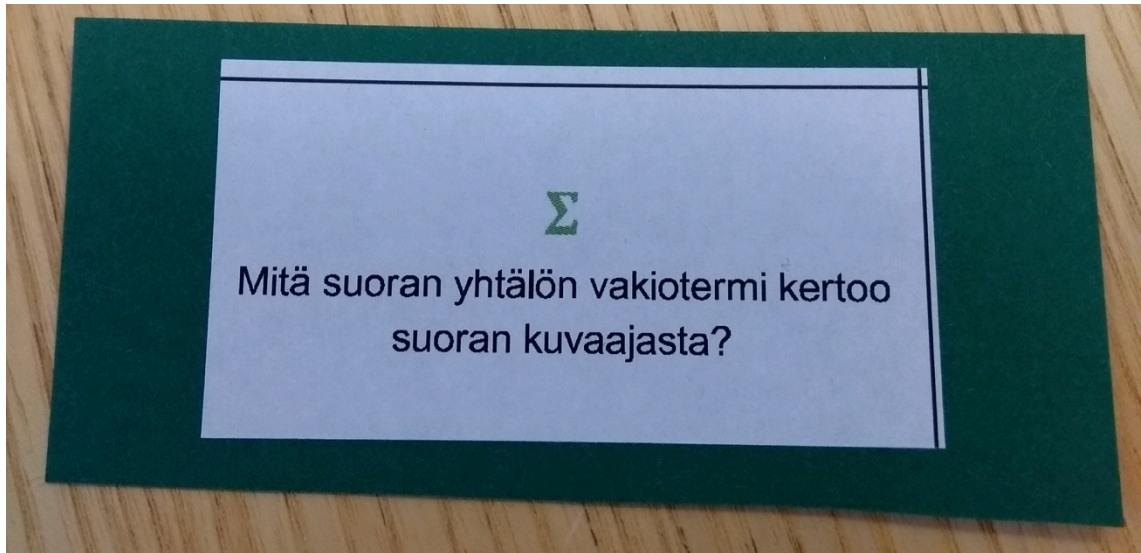 Σ
Mitä suoran yhtälön vakiotermi kertoo
suoran kuvaajasta?